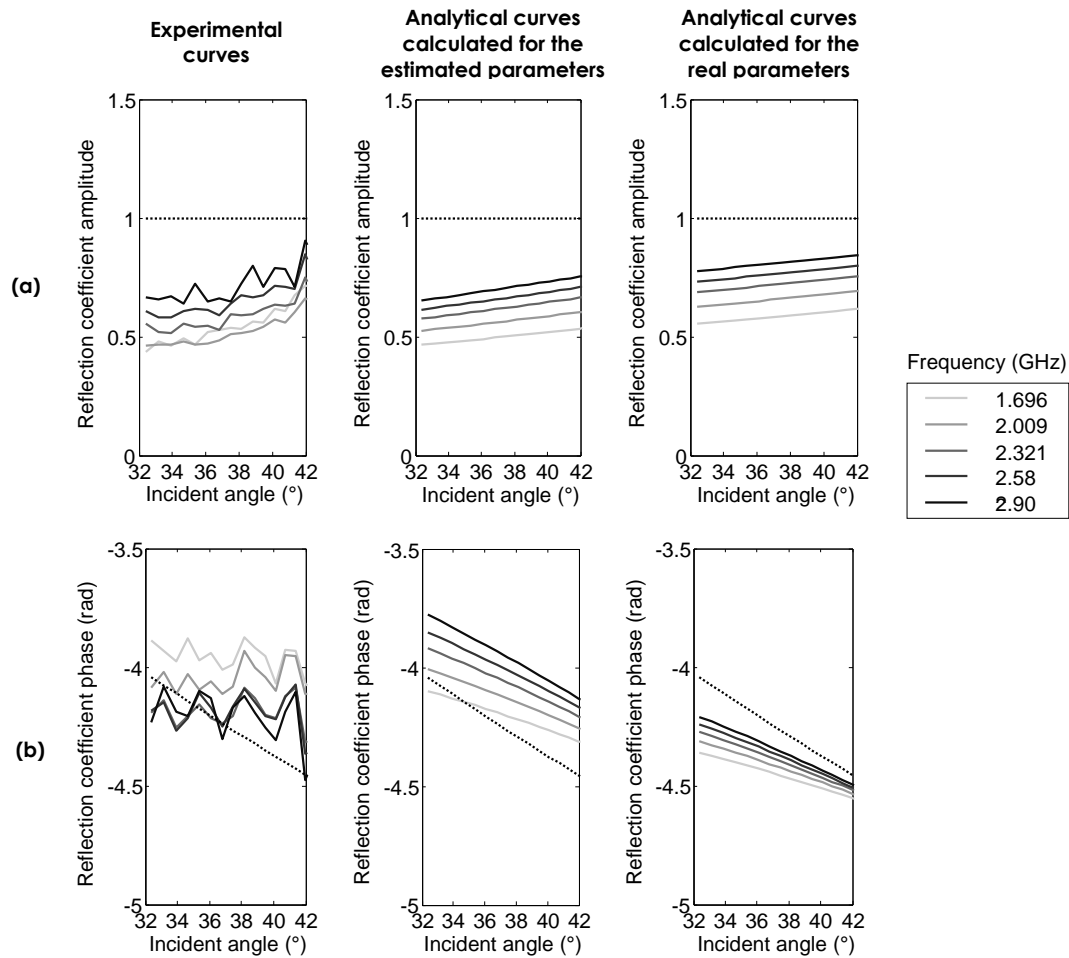 Experimental
curves
Analytical curves
calculated for the
estimated parameters
Analytical curves
calculated for the
real parameters
(a)
Reflection coefficient amplitude
1.5
1
0.5
0
32 34 36 38 40 42
Incident angle (°)
Reflection coefficient amplitude
1.5
1
0.5
0
32 34 36 38 40 42
Incident angle (°)
Reflection coefficient amplitude
1.5
1
0.5
0
32 34 36 38 40 42
Incident angle (°)
Frequency (GHz)
1.696
2.009
2.321
2.58
2.90
(b)
Reflection coefficient phase (rad)
-3.5
-4
-4.5
-5
32 34 36 38 40 42
Incident angle (°)
Reflection coefficient phase (rad)
-3.5
-4
-4.5
-5
32 34 36 38 40 42
Incident angle (°)
Reflection coefficient phase (rad)
-3.5
-4
-4.5
-5
32 34 36 38 40 42
Incident angle (°)